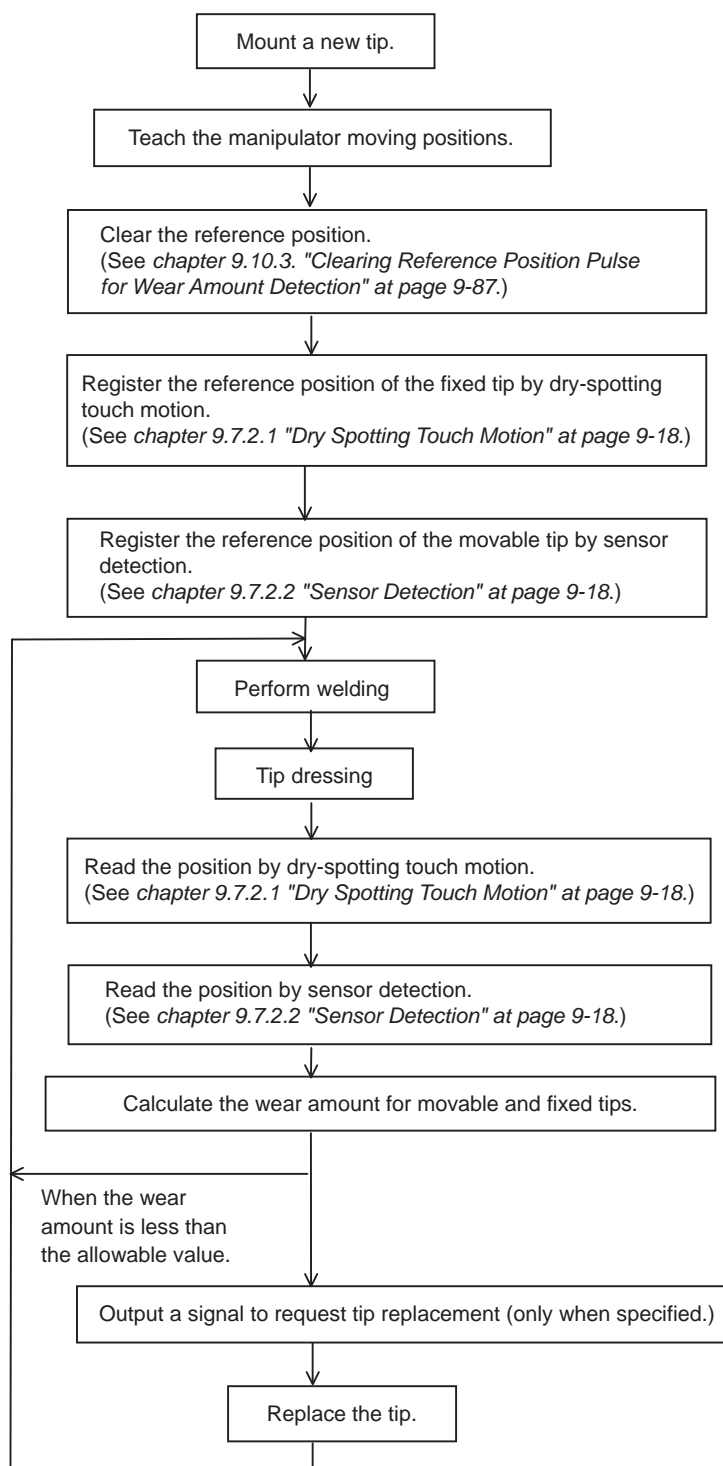 Mount a new tip.
Teach the manipulator moving positions.
Clear the reference position.
(See chapter 9.10.3. "Clearing Reference Position Pulse
for Wear Amount Detection" at page 9-87.)
Register the reference position of the fixed tip by dry-spotting
touch motion.
(See chapter 9.7.2.1 "Dry Spotting Touch Motion" at page 9-18.)
Register the reference position of the movable tip by sensor
detection.
(See chapter 9.7.2.2 "Sensor Detection" at page 9-18.)
Perform welding
Tip dressing
Read the position by dry-spotting touch motion.
(See chapter 9.7.2.1 "Dry Spotting Touch Motion" at page 9-18.)
Read the position by sensor detection.
(See chapter 9.7.2.2 "Sensor Detection" at page 9-18.)
Calculate the wear amount for movable and fixed tips.
When the wear
amount is less than
the allowable value.
Output a signal to request tip replacement (only when specified.)
Replace the tip.